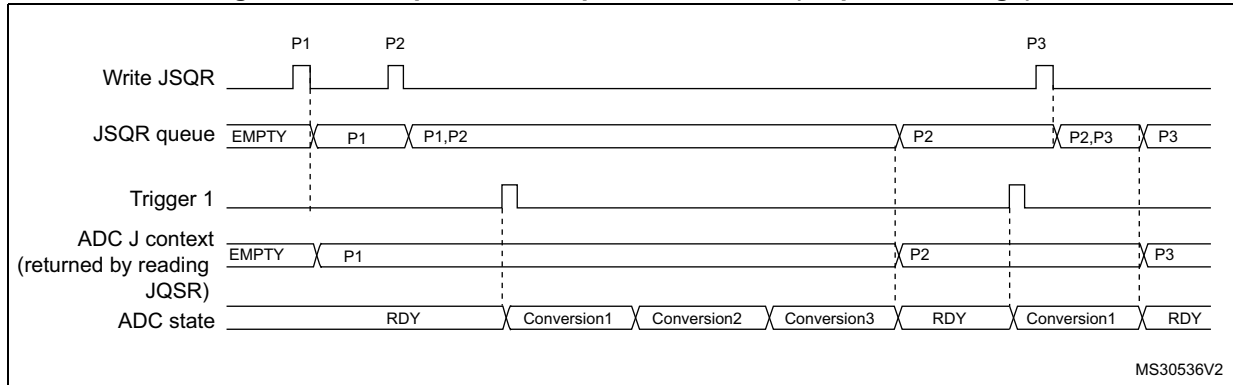 P1 P2 P3
Write JSQR
JSQR queue EMPTY P1 P1,P2 P2 P2,P3 P3
Trigger 1
ADC J context
(returned by reading
JQSR)
EMPTY P1 P2 P3
ADC state RDY Conversion1 Conversion2 Conversion3 RDY Conversion1 RDY
MS30536V2